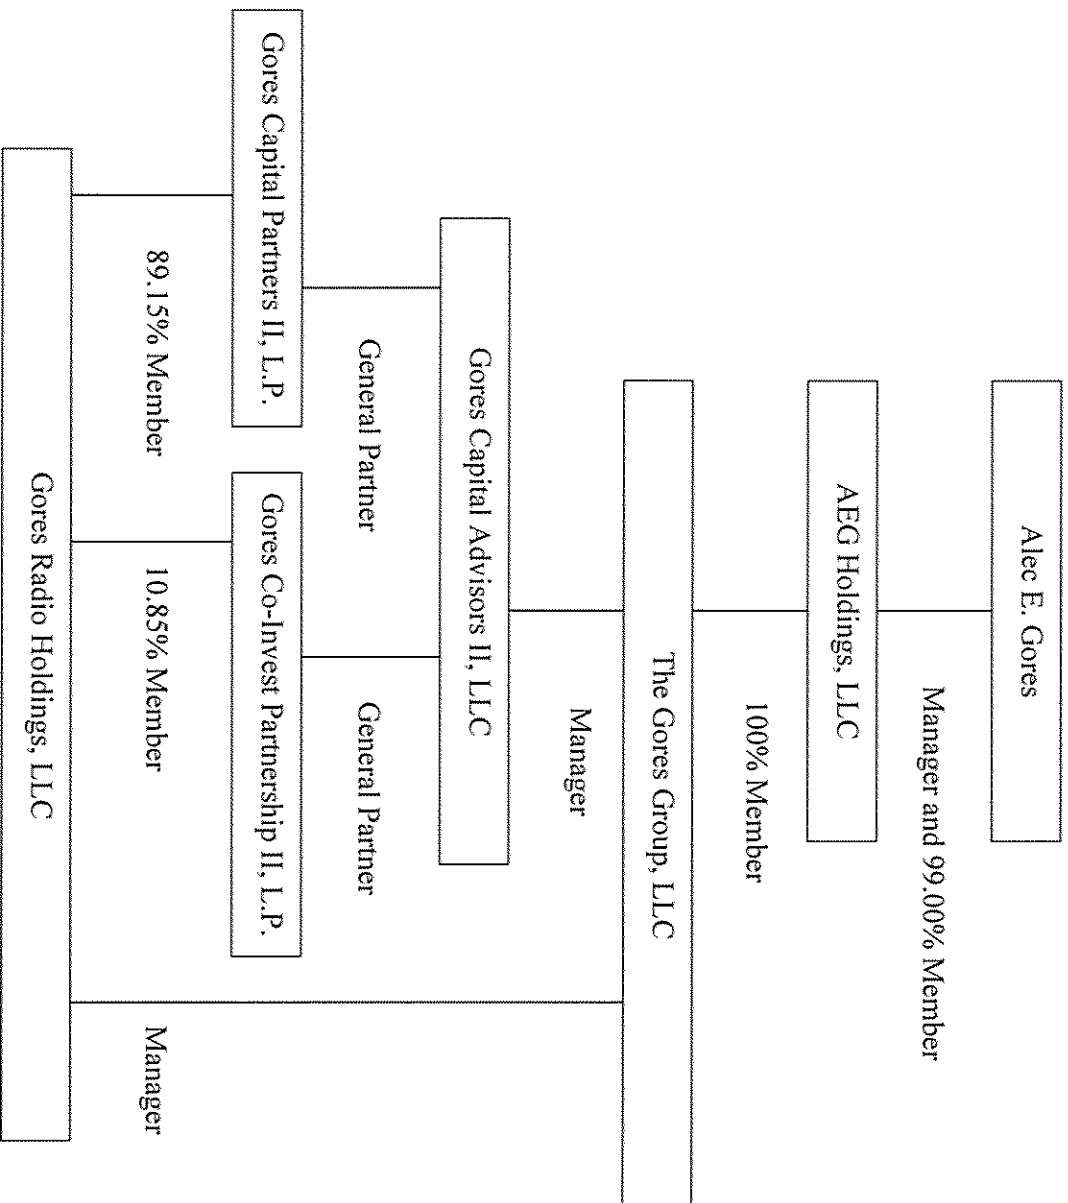 Alec E. Gores
Manager and 99.00% Member
AEG Holdings, LLC
100% Member
The Gores Group, LLC
Manager
Gores Capital Advisors II, LLC
General Partner
General Partner
Gores Capital Partners II, L.P.
Gores Co-Invest Partnership II, L.P.
89.15% Member
10.85% Member
Manager
Gores Radio Holdings, LLC